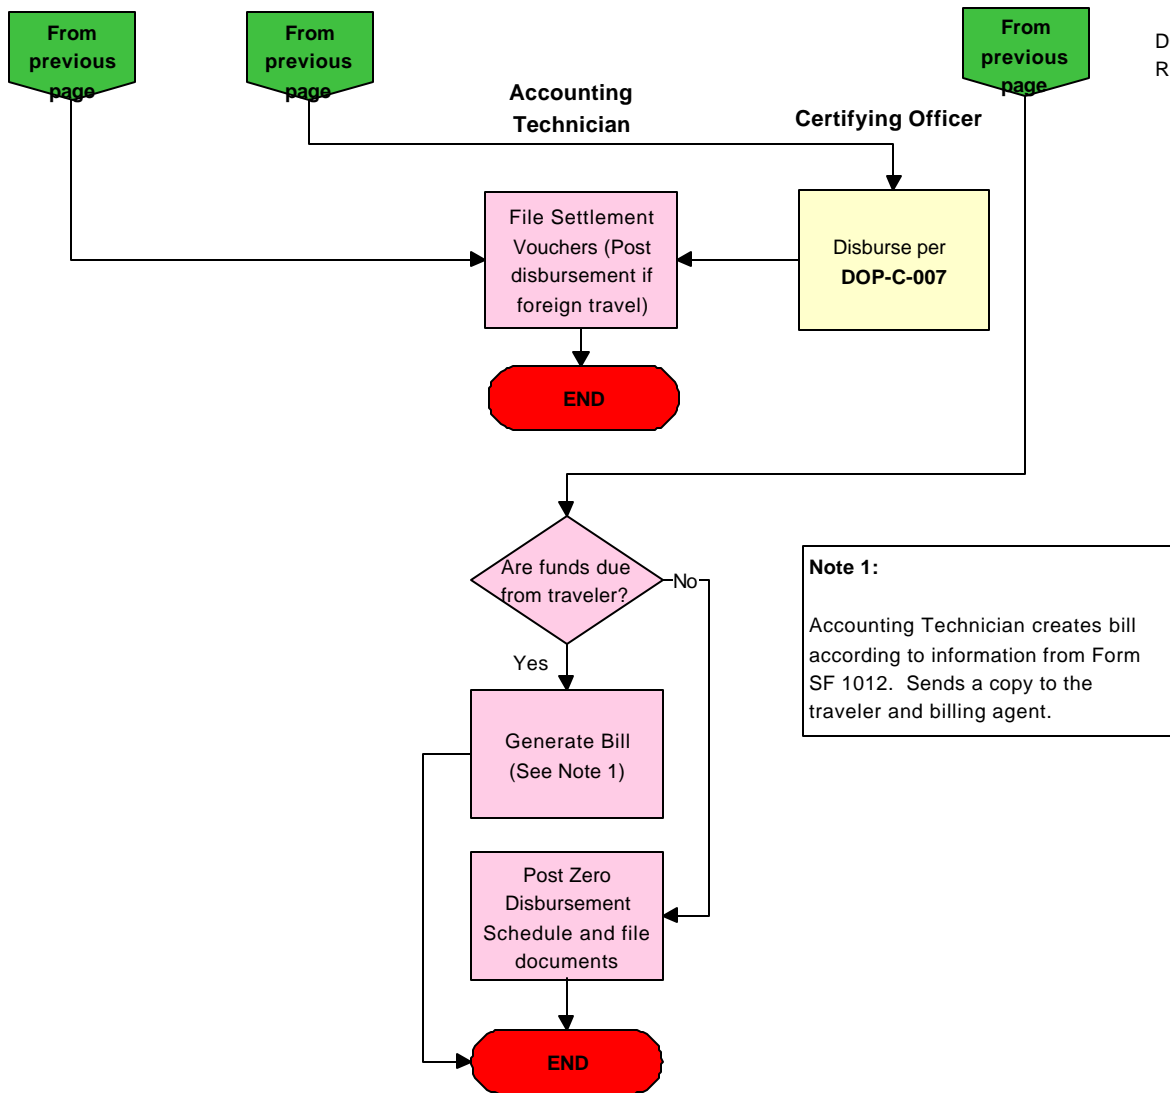 From
previous
page
From
previous
page
From
previous
page
D
R
Accounting
Technician
Certifying Officer
File Settlement
Vouchers (Post
disbursement if
foreign travel)
Disburse per
DOP-C-007
END
Are funds due
from traveler?
No
Yes
Note 1:
Accounting Technician creates bill
according to information from Form
SF 1012. Sends a copy to the
traveler and billing agent.
Generate Bill
(See Note 1)
Post Zero
Disbursement
Schedule and file
documents
END